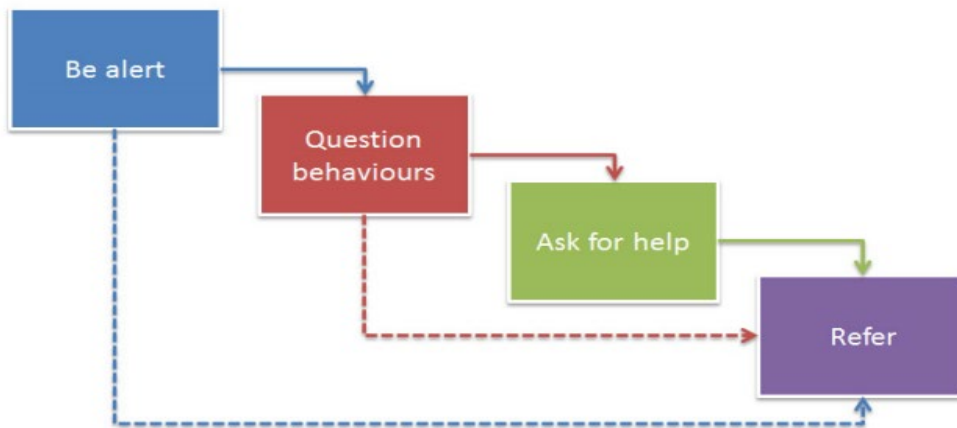 Be alert
Question
behaviours
Ask for help
Refer